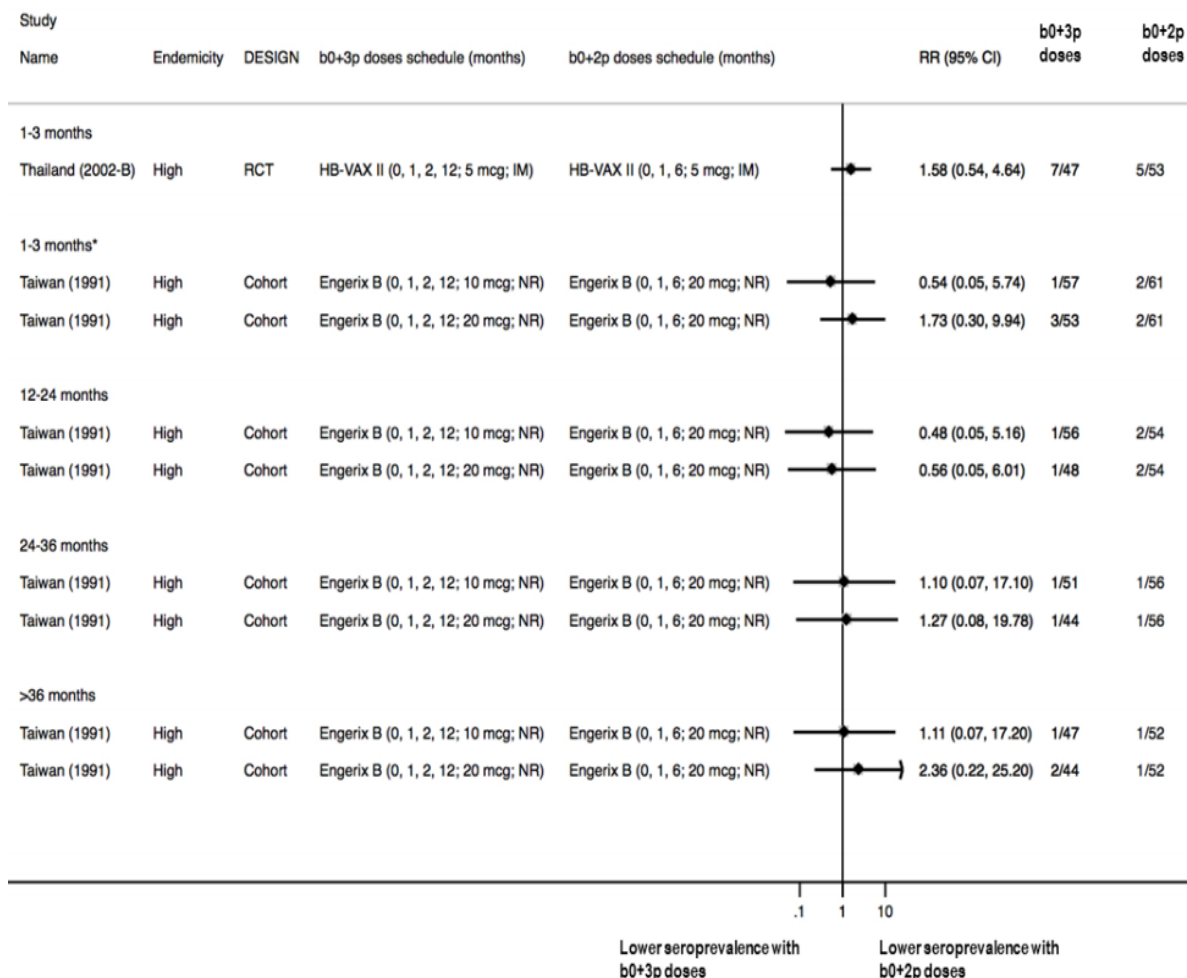 Study
Name Endemicity DESIGN b0+3p doses schedule (months) b0+2p doses schedule (months) RR (95% CI) b0+3p doses b0+2p doses
1-3 months
Thailand (2002-B) High RCT HB-VAX II (0, 1, 2, 12; 5 mcg; IM) HB-VAX II (0, 1, 6; 5 mcg; IM) 1.58 (0.54, 4.64) 7/47 5/53
1-3 months*
Taiwan (1991) High Cohort Engerix B (0, 1, 2, 12; 10 mcg; NR) Engerix B (0, 1, 6; 20 mcg; NR) 0.54 (0.05, 5.74) 1/57 2/61
Taiwan (1991) High Cohort Engerix B (0, 1, 2, 12; 20 mcg; NR) Engerix B (0, 1, 6; 20 mcg; NR) 1.73 (0.30, 9.94) 3/53 2/61
12-24 months
Taiwan (1991) High Cohort Engerix B (0, 1, 2, 12; 10 mcg; NR) Engerix B (0, 1, 6; 20 mcg; NR) 0.48 (0.05, 5.16) 1/56 2/54
Taiwan (1991) High Cohort Engerix B (0, 1, 2, 12; 20 mcg; NR) Engerix B (0, 1, 6; 20 mcg; NR) 0.56 (0.05, 6.01) 1/48 2/54
24-36 months
Taiwan (1991) High Cohort Engerix B (0, 1, 2, 12; 10 mcg; NR) Engerix B (0, 1, 6; 20 mcg; NR) 1.10 (0.07, 17.10) 1/51 1/56
Taiwan (1991) High Cohort Engerix B (0, 1, 2, 12; 20 mcg; NR) Engerix B (0, 1, 6; 20 mcg; NR) 1.27 (0.08, 19.78) 1/44 1/56
>36 months
Taiwan (1991) High Cohort Engerix B (0, 1, 2, 12; 10 mcg; NR) Engerix B (0, 1, 6; 20 mcg; NR) 1.11 (0.07, 17.20) 1/47 1/52
Taiwan (1991) High Cohort Engerix B (0, 1, 2, 12; 20 mcg; NR) Engerix B (0, 1, 6; 20 mcg; NR) 2.36 (0.22, 25.20) 2/44 1/52
.1 1 10
Lower seroprevalence with Lower seroprevalence with
b0+3p doses b0+2p doses